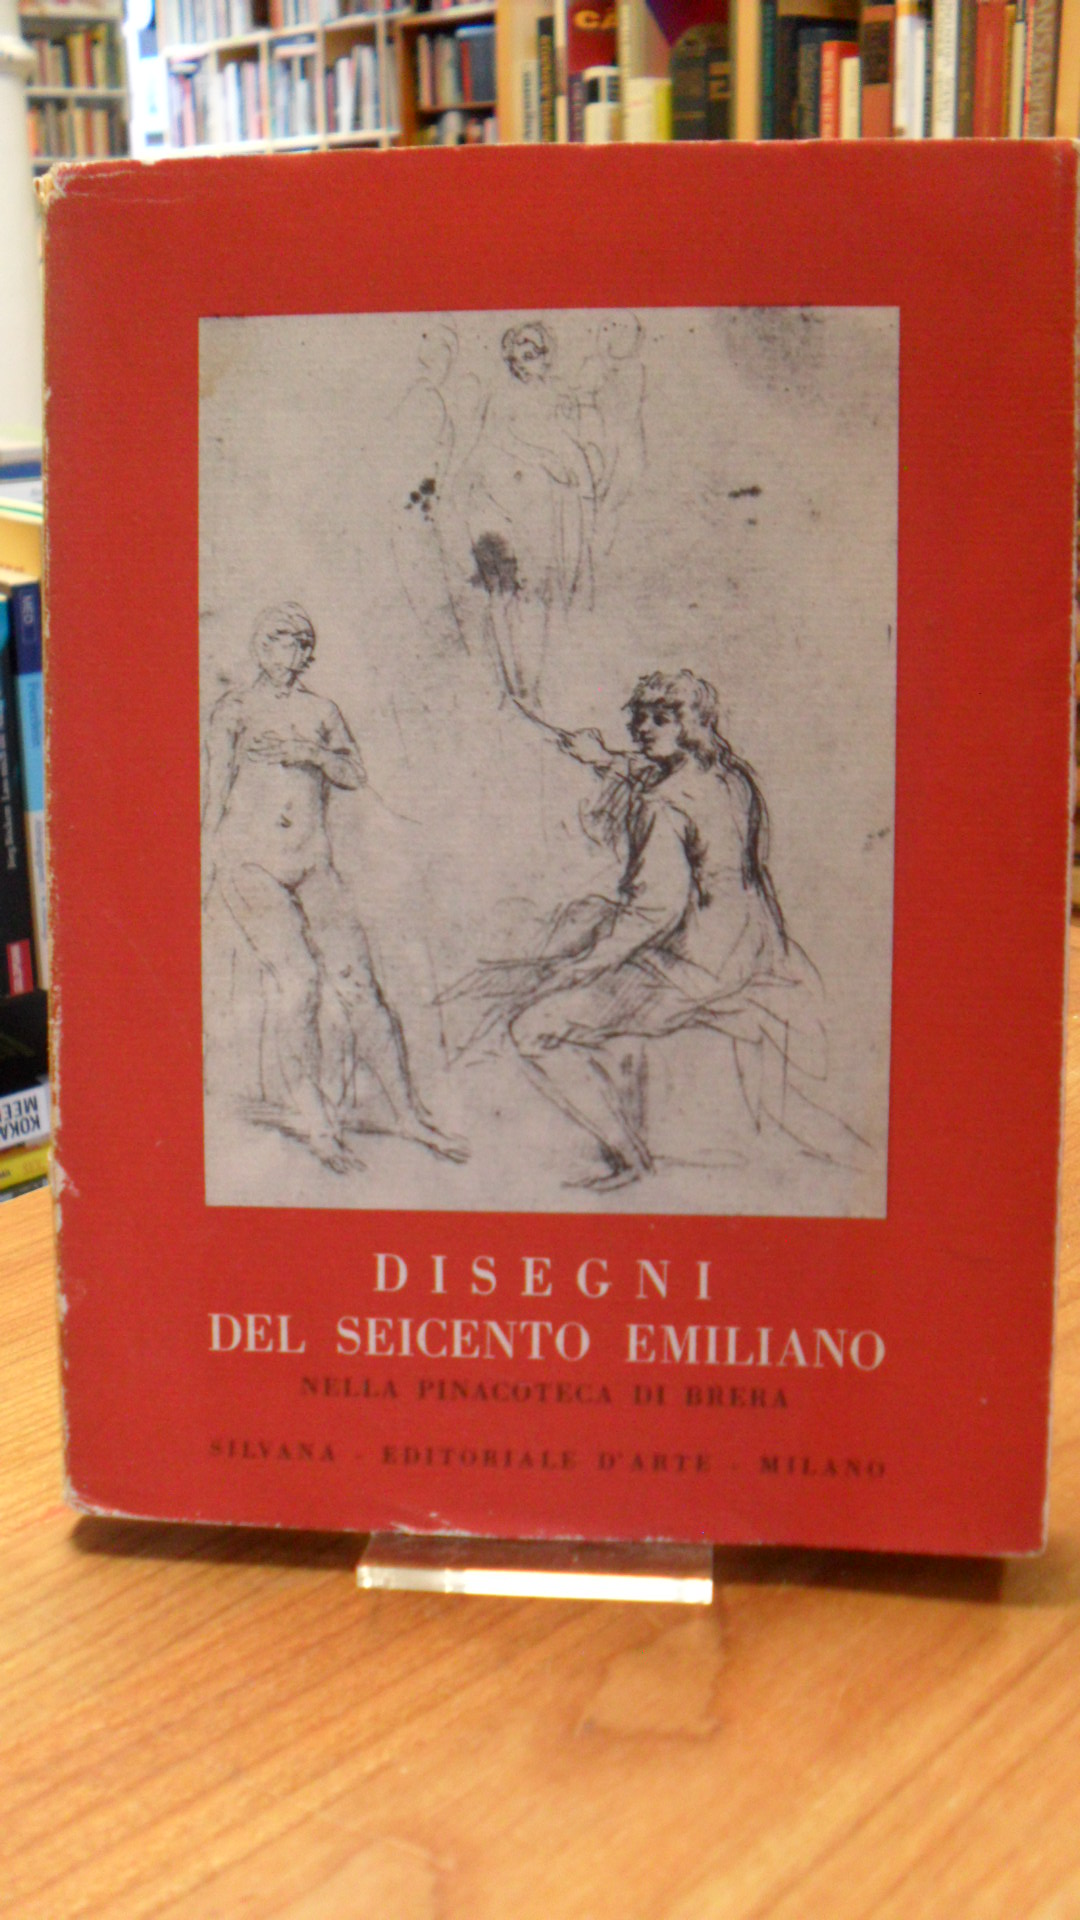 DISEGNI
DEL SEICENTO EMILIANO
NELLA PINACOTECA DI BRERA
SILVANA - EDITORIALE D'ARTE - MILANO